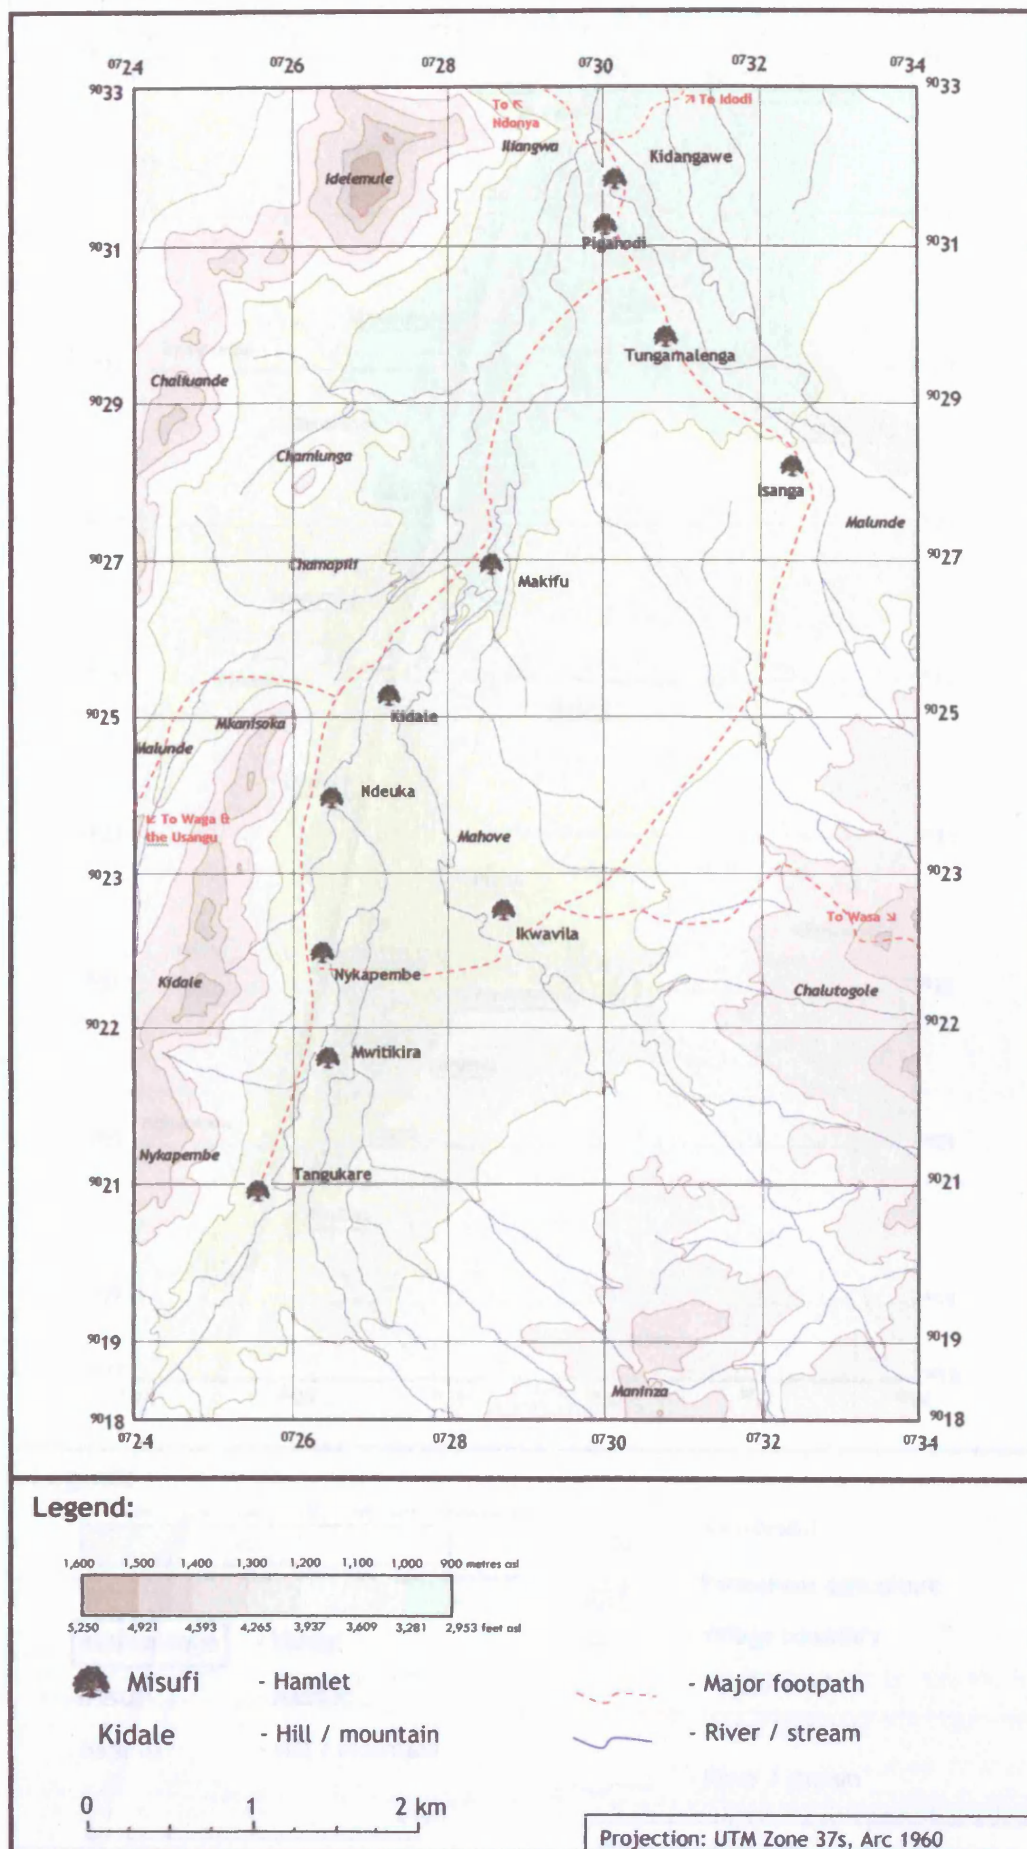 0724 0726 0728 0730 0732 0734
9033 9033
To Ndonya
To Idodi
Iliangwa
Kidangawe
Idelemule
Pigahodi
9031 9031
Tungamalenga
Chaliuande
9029 9029
Chamlunga
Isanga
Malunde
9027 9027
Chamapili
Makifu
9025 9025
Kidale
Mkanisoka
Malunde
Ndeuka
To Waga &
the Usangu
Mahove
9023 9023
Ikwavila
To Wasa
Nykapembe
Kidale
Chalutogole
9022 9022
Mwitikira
Nykapembe
Tangukare
9021 9021
9019 9019
Maninza
9018 9018
0724 0726 0728 0730 0732 0734
Legend:
1,600 1,500 1,400 1,300 1,200 1,100 1,000 900 metres asl
5,250 4,921 4,593 4,265 3,937 3,609 3,281 2,953 feet asl
Misufi - Hamlet
- Major footpath
Kidale - Hill / mountain
- River / stream
0 1 2 km
Projection: UTM Zone 37s, Arc 1960